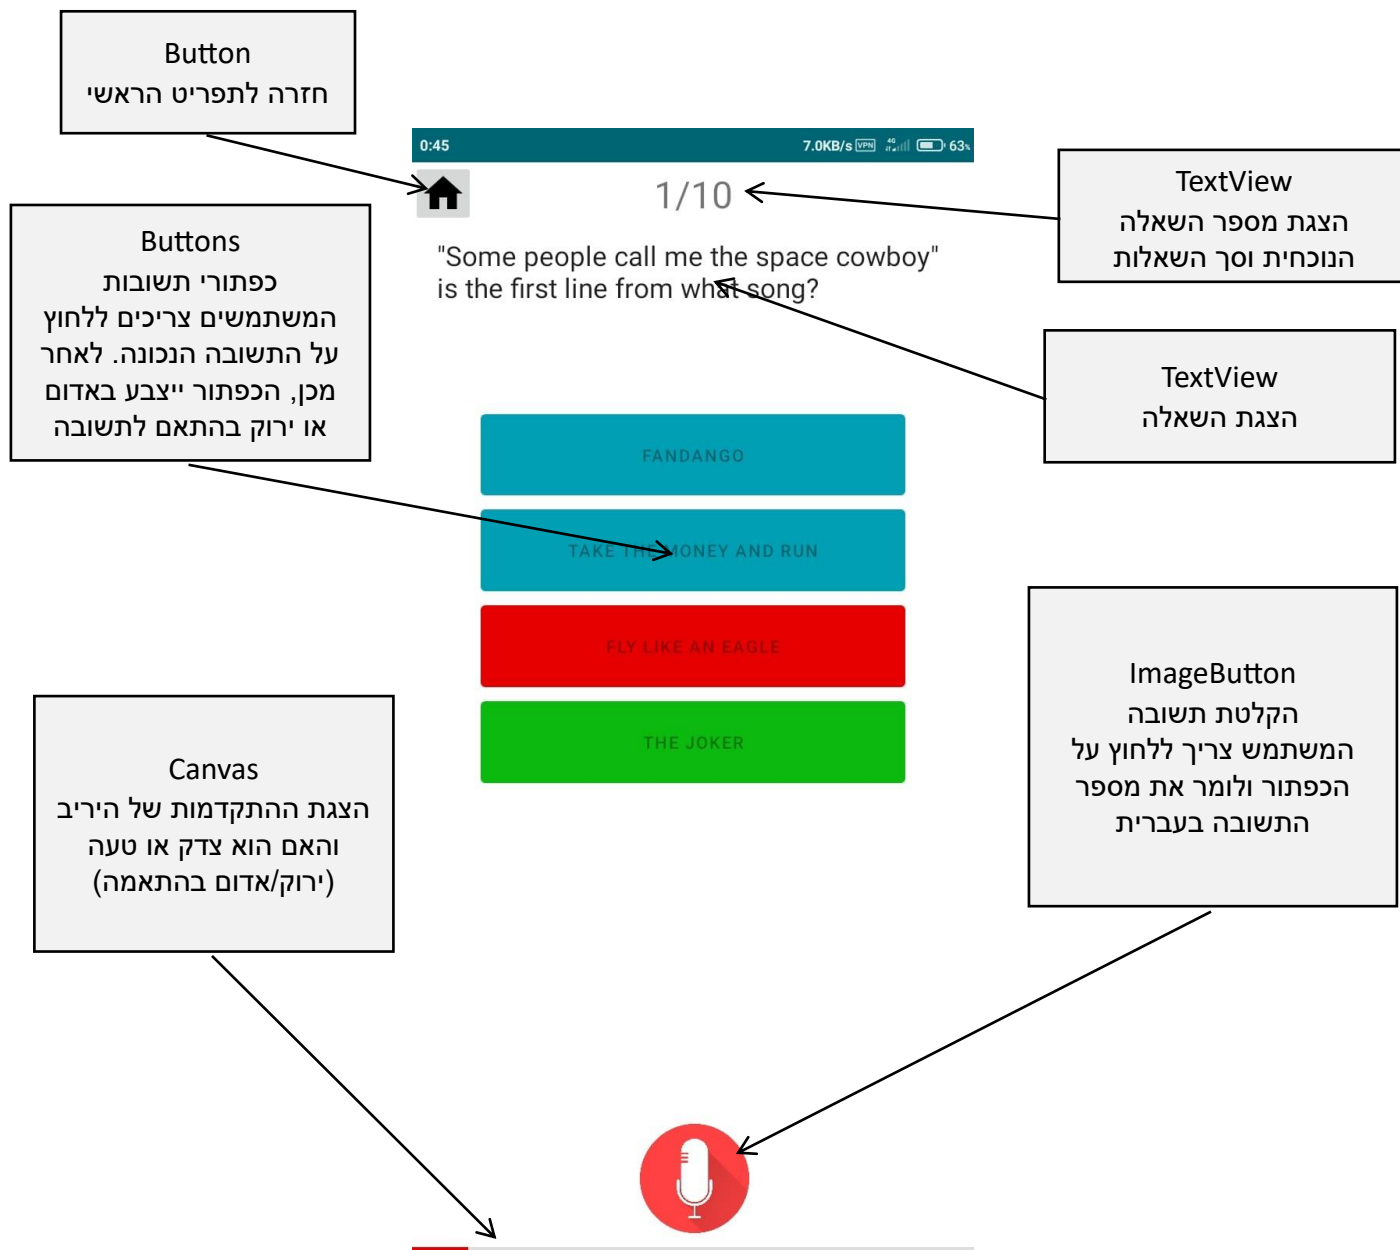 Button
חזרה לתפריט הראשי
0:45
7.0KB/s VPN 4G 63%
1/10
TextView
הצגת מספר השאלה
הנוכחית וסך השאלות
Buttons
כפתורי תשובות
המשתמשים צריכים ללחוץ
על התשובה הנכונה. לאחר
מכן, הכפתור ייצבע באדום
או ירוק בהתאם לתשובה
"Some people call me the space cowboy"
is the first line from what song?
TextView
הצגת השאלה
FANDANGO
TAKE THE MONEY AND RUN
FLY LIKE AN EAGLE
THE JOKER
ImageButton
הקלטת תשובה
המשתמש צריך ללחוץ על
הכפתור ולומר את מספר
התשובה בעברית
Canvas
הצגת ההתקדמות של היריב
והאם הוא צדק או טעה
(ירוק/אדום בהתאמה)